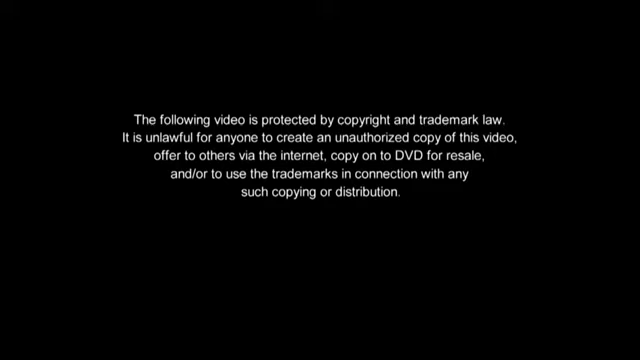 The following video is protected by copyright and trademark law.
It is unlawful for anyone to create an unauthorized copy of this video,
offer to others via the internet, copy on to DVD for resale,
and/or to use the trademarks in connection with any
such copying or distribution.